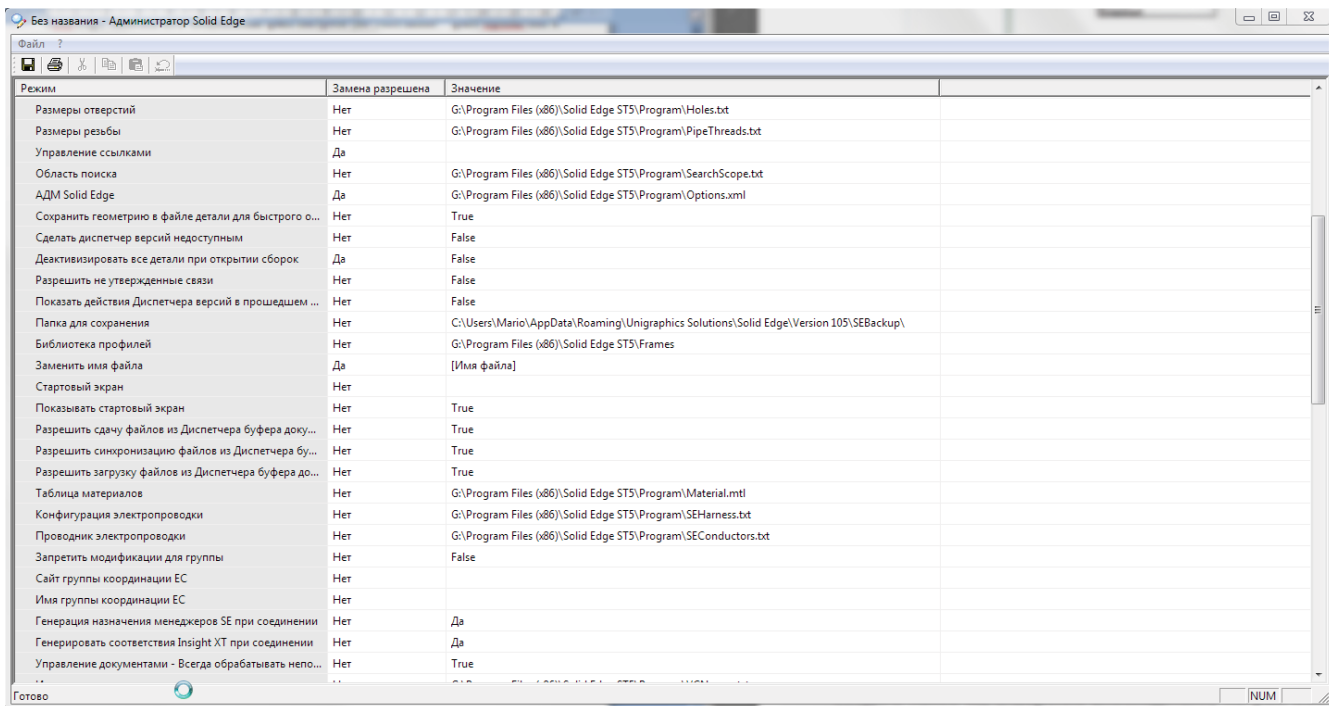 Без названия - Администратор Solid Edge
Файл ?
Режим Замена разрешена Значение
Размеры отверстий Нет G:\Program Files (x86)\Solid Edge ST5\Program\Holes.txt
Размеры резьбы Нет G:\Program Files (x86)\Solid Edge ST5\Program\PipeThreads.txt
Управление ссылками Да
Область поиска Нет G:\Program Files (x86)\Solid Edge ST5\Program\SearchScope.txt
АДМ Solid Edge Да G:\Program Files (x86)\Solid Edge ST5\Program\Options.xml
Сохранить геометрию в файле детали для быстрого о... Нет True
Сделать диспетчер версий недоступным Нет False
Деактивизировать все детали при открытии сборок Да False
Разрешить не утвержденные связи Нет False
Показать действия Диспетчера версий в прошедшем ... Нет False
Папка для сохранения Нет C:\Users\Mario\AppData\Roaming\Unigraphics Solutions\Solid Edge\Version 105\SEBackup\
Библиотека профилей Нет G:\Program Files (x86)\Solid Edge ST5\Frames
Заменить имя файла Да [Имя файла]
Стартовый экран Нет
Показывать стартовый экран Нет True
Разрешить сдачу файлов из Диспетчера буфера доку... Нет True
Разрешить синхронизацию файлов из Диспетчера бу... Нет True
Разрешить загрузку файлов из Диспетчера буфера до... Нет True
Таблица материалов Нет G:\Program Files (x86)\Solid Edge ST5\Program\Material.mtl
Конфигурация электропроводки Нет G:\Program Files (x86)\Solid Edge ST5\Program\SEHarness.txt
Проводник электропроводки Нет G:\Program Files (x86)\Solid Edge ST5\Program\SEConductors.txt
Запретить модификации для группы Нет False
Сайт группы координации ЕС Нет
Имя группы координации ЕС Нет
Генерация назначения менеджеров SE при соединении Нет Да
Генерировать соответствия Insight XT при соединении Нет Да
Управление документами - Всегда обрабатывать непо... Нет True
Готово NUM